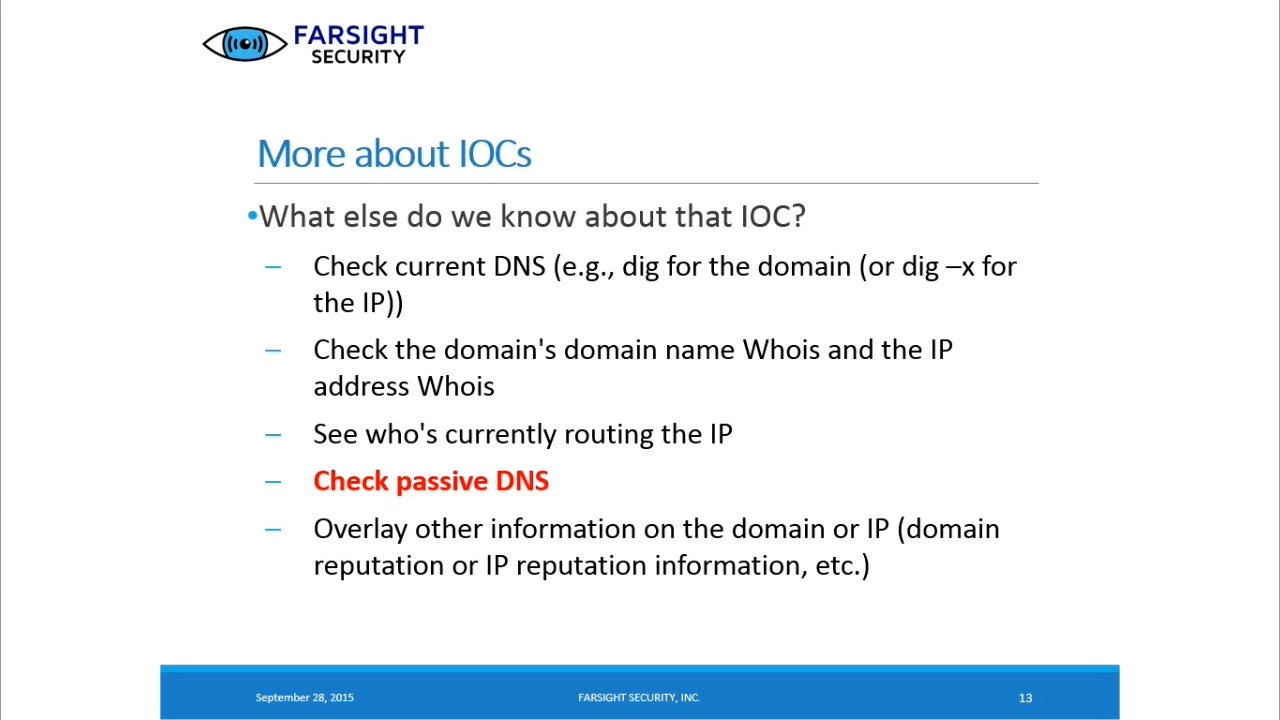 FARSIGHT
SECURITY
More about IOCs
•What else do we know about that IOC?
– Check current DNS (e.g., dig for the domain (or dig –x for
the IP))
– Check the domain's domain name Whois and the IP
address Whois
– See who's currently routing the IP
– Check passive DNS
– Overlay other information on the domain or IP (domain
reputation or IP reputation information, etc.)
September 28, 2015
FARSIGHT SECURITY, INC.
13